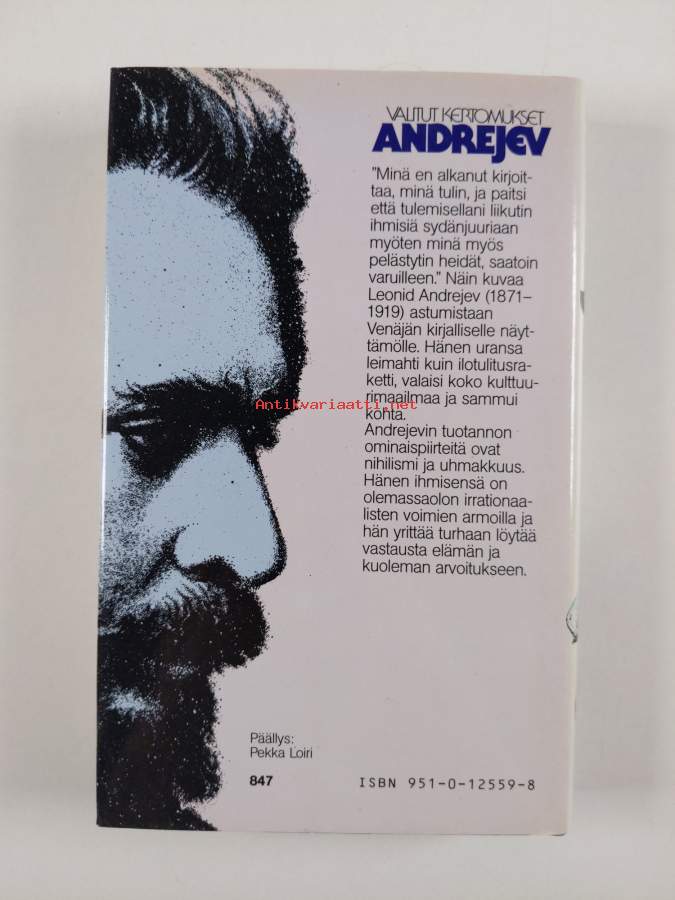 VALITUT KERTOMUKSET
ANDREJEV
"Minä en alkanut kirjoit-
taa, minä tulin, ja paitsi
että tulemisellani liikutin
ihmisiä sydänjuuriaan
myöten minä myös
pelästytin heidät, saatoin
varuilleen." Näin kuvaa
Leonid Andrejev (1871–
1919) astumistaan
Venäjän kirjalliselle näyt-
tämölle. Hänen uransa
leimahti kuin ilotulitusra-
ketti, valaisi koko kulttuu-
rimaailmaa ja sammui
kohta.
Antikvariaatti.net
Andrejevin tuotannon
ominaispiirteitä ovat
nihilismi ja uhmakkuus.
Hänen ihmisensä on
olemassaolon irrationaa-
listen voimien armoilla ja
hän yrittää turhaan löytää
vastausta elämän ja
kuoleman arvoitukseen.
Päällys:
Pekka Loiri
847
ISBN 951-0-12559-8